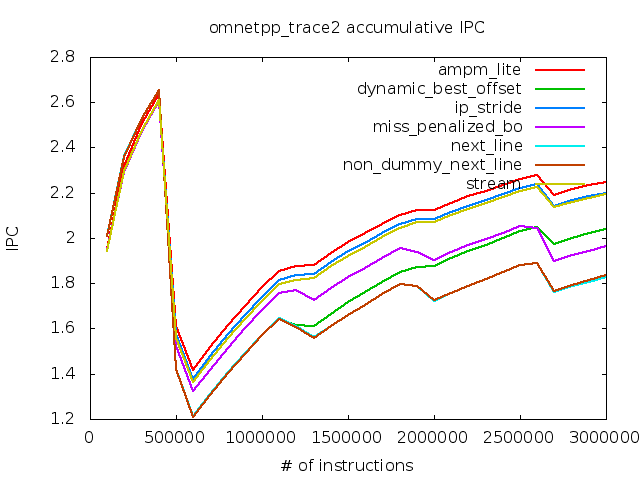 omnetpp_trace2 accumulative IPC
2.8
2.6
2.4
2.2
2
1.8
1.6
1.4
1.2
IPC
ampm_lite
dynamic_best_offset
ip_stride
miss_penalized_bo
next_line
non_dummy_next_line
stream
0 500000 1000000 1500000 2000000 2500000 3000000
# of instructions